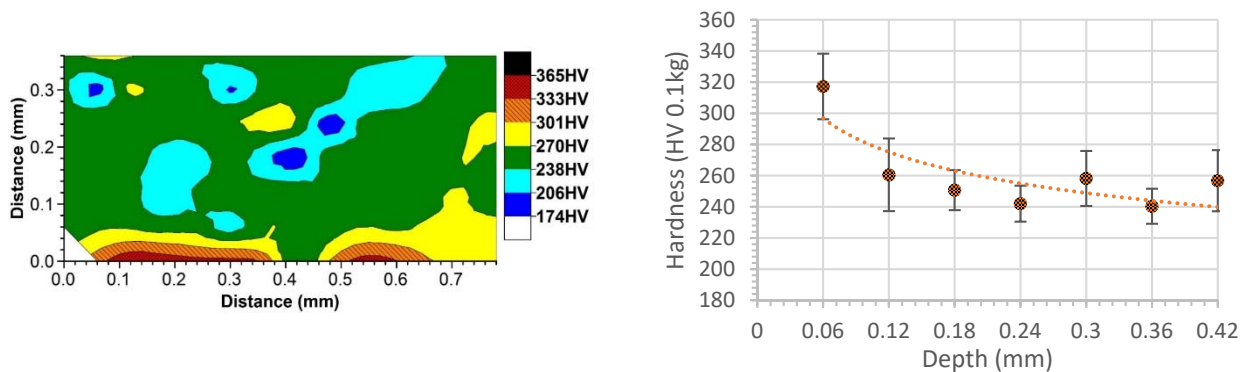 365HV
333HV
301HV
270HV
238HV
206HV
174HV
0.3
0.2
0.1
0.0
Distance (mm)
0.0 0.1 0.2 0.3 0.4 0.5 0.6 0.7
Distance (mm)
360
340
320
300
280
260
240
220
200
180
Hardness (HV 0.1kg)
0 0.06 0.12 0.18 0.24 0.3 0.36 0.42
Depth (mm)